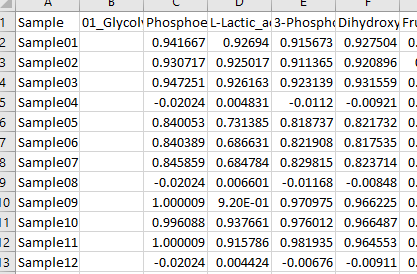 A B C D E F
1 Sample 01_Glycoly Phosphoe L-Lactic_a 3-Phospho Dihydroxy Fru
2 Sample01 0.941667 0.92694 0.915673 0.927504 0.
3 Sample02 0.930717 0.925017 0.911365 0.920896 0
4 Sample03 0.947251 0.926163 0.923139 0.931559 0.
5 Sample04 -0.02024 0.004831 -0.0112 -0.00921 0.
6 Sample05 0.840053 0.731385 0.818737 0.821732 0.
7 Sample06 0.840389 0.686631 0.821908 0.817535 0.
8 Sample07 0.845859 0.684784 0.829815 0.823714 0.
9 Sample08 -0.02024 0.006601 -0.01168 -0.00848 0.
10 Sample09 1.000009 9.20E-01 0.970975 0.966225 0.
11 Sample10 0.996088 0.937661 0.976012 0.966487 0.
12 Sample11 1.000009 0.915786 0.981935 0.964553 0.
13 Sample12 -0.02024 0.004424 -0.00676 -0.00911 0.